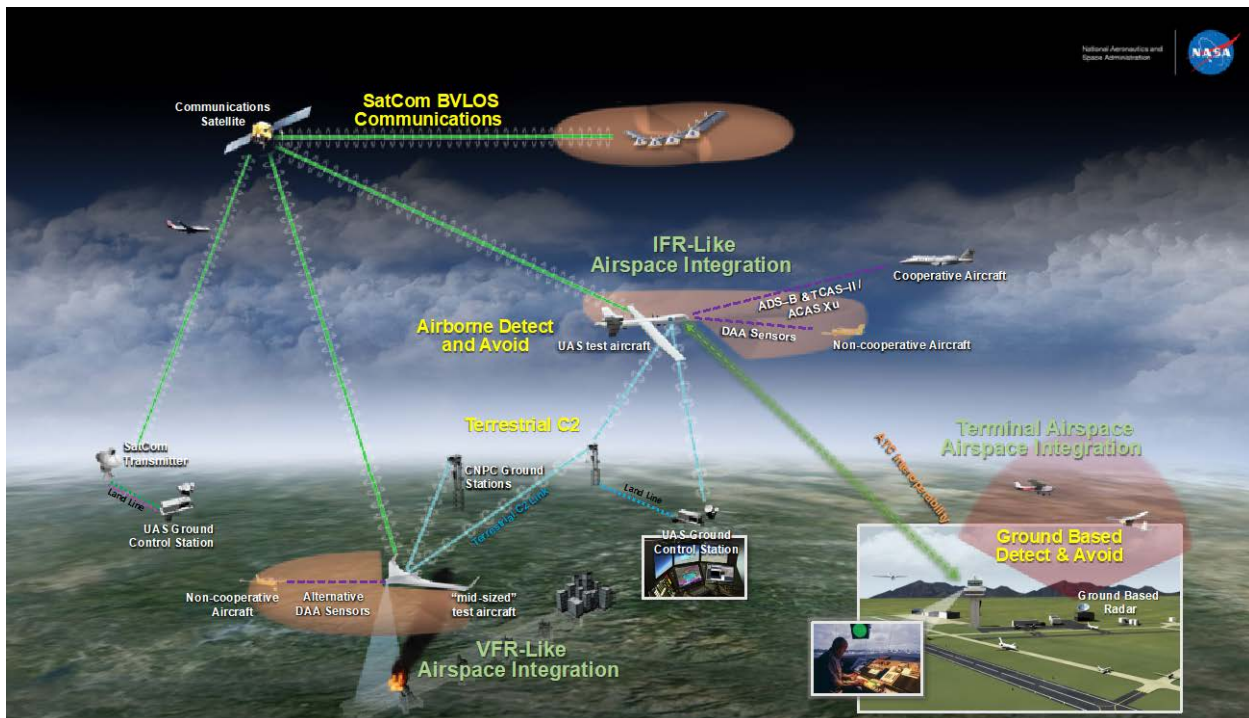 National Aeronautics and
Space Administration
NASA
Communications
Satellite
SatCom BVLOS
Communications
IFR-Like
Airspace Integration
Cooperative Aircraft
ADS-B & TCAS-II /
ACAS Xu
DAA Sensors
Non-cooperative Aircraft
Airborne Detect
and Avoid
UAS test aircraft
Terrestrial C2
SatCom
Transmitter
Land Line
UAS Ground
Control Station
CNPC Ground
Stations
Terrestrial C2 Link
Land Line
UAS Ground
Control Station
ATC Interoperability
Terminal Airspace
Airspace Integration
Ground Based
Detect & Avoid
Ground Based
Radar
Non-cooperative
Aircraft
Alternative
DAA Sensors
“mid-sized”
test aircraft
VFR-Like
Airspace Integration